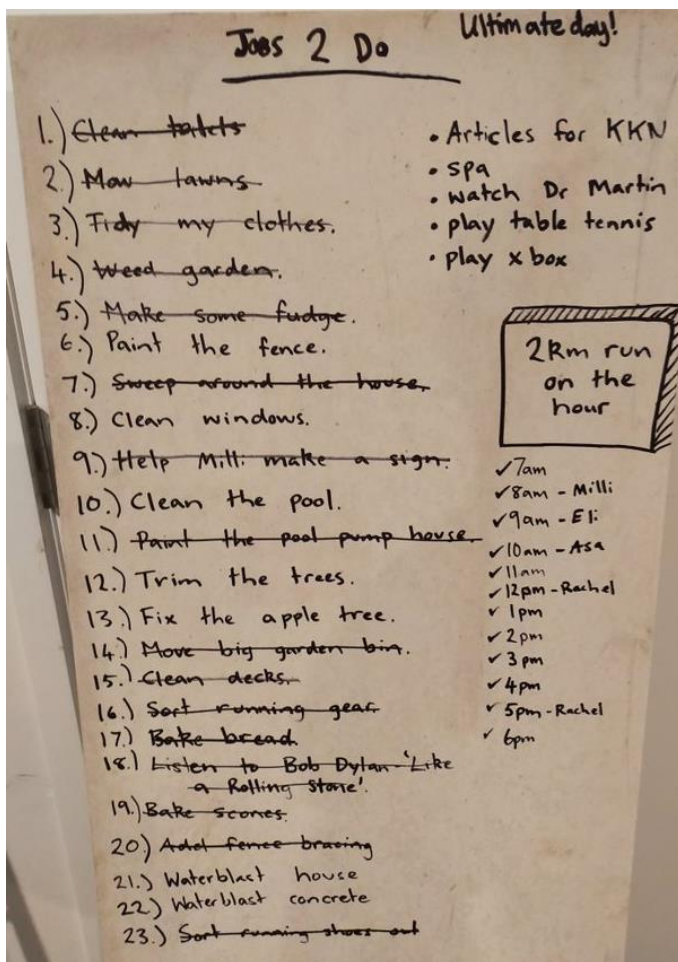 Jobs 2 Do
Ultimate day!
1.) Clean toilets
2.) Mow lawns
3.) Tidy my clothes.
4.) Weed garden.
5.) Make some fudge.
6.) Paint the fence.
7.) Sweep around the house.
8.) Clean windows.
9.) Help Milli make a sign.
10.) Clean the pool.
11.) Paint the pool pump house.
12.) Trim the trees.
13.) Fix the apple tree.
14.) Move big garden bin.
15.) Clean decks.
16.) Sort running gear
17.) Bake bread
18.) Listen to Bob Dylan-'Like
a Rolling Stone'.
19.) Bake scones.
20.) Add fence bracing
21.) Waterblast house
22.) Waterblast concrete
23.) Sort running shoes out
• Articles for KKN
• spa
• watch Dr Martin
• play table tennis
• play x box
2km run
on the
hour
✓7am
✓8am - Milli
✓9am - Eli
✓10am - Asa
✓11am
✓12pm - Rachel
✓1pm
✓2pm
✓3pm
✓4pm
✓5pm - Rachel
✓6pm